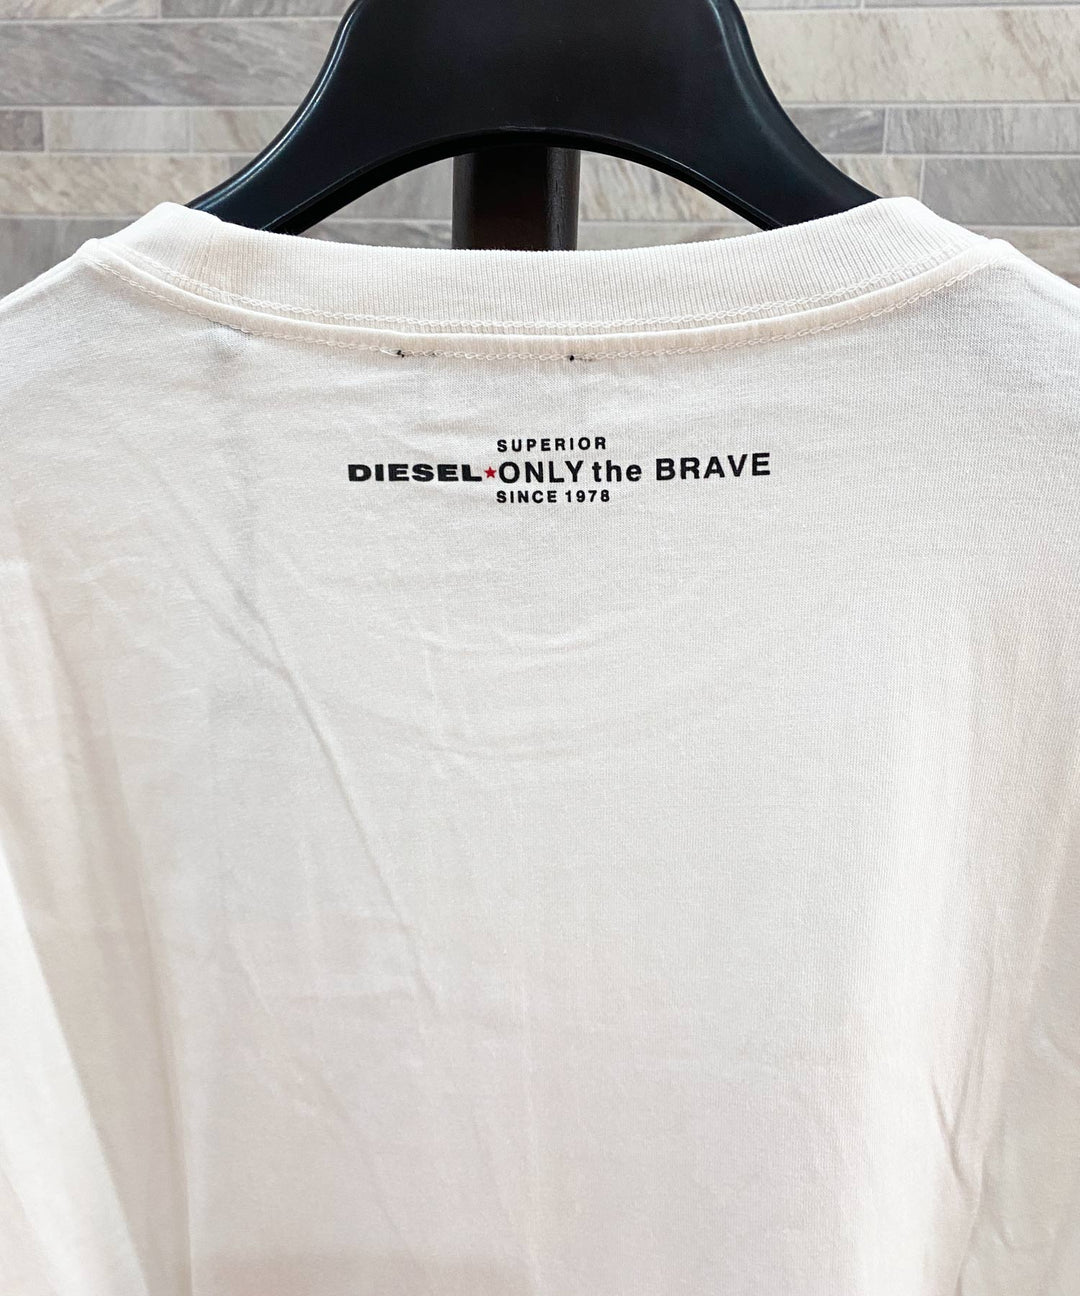 SUPERIOR
DIESEL★ONLY the BRAVE
SINCE 1978